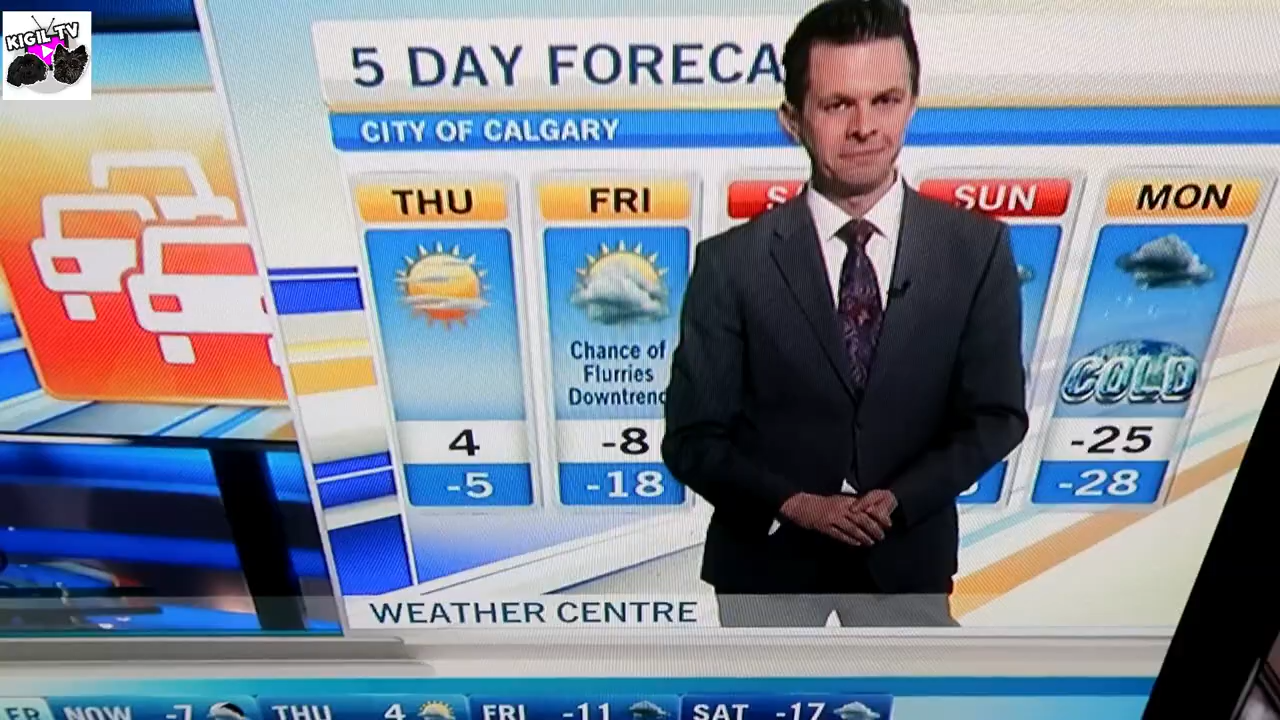 KIGIL TV
5 DAY FORECA
CITY OF CALGARY
THU
FRI
SUN
MON
Chance of
Flurries
Downtrend
COLD
4
-8
-25
-5
-18
-28
WEATHER CENTRE
NOW -7 THU 4 FRI -11 SAT -17